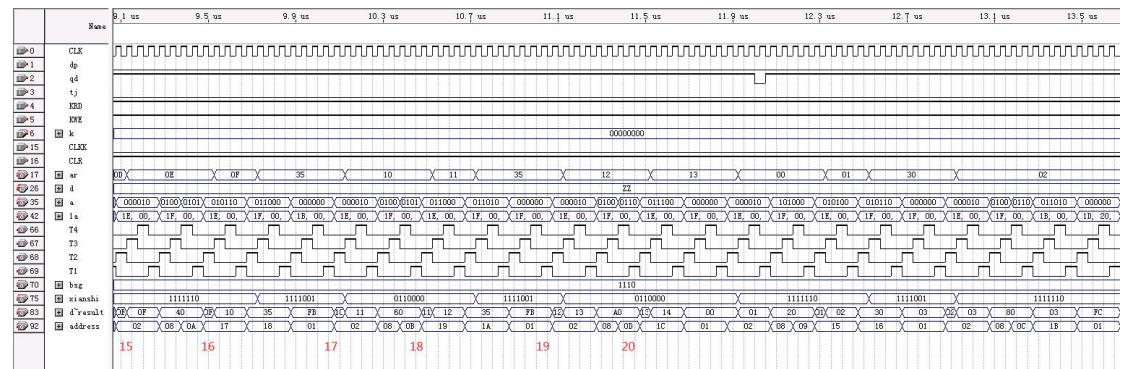 9.1 us 9.5 us 9.9 us 10.3 us 10.7 us 11.1 us 11.5 us 11.9 us 12.3 us 12.7 us 13.1 us 13.5 us
Name
0 CLK
1 dp
2 qd
3 tj
4 KRD
5 KWE
6 k 00000000
15 CLKK
16 CLR
17 ar 0D 0E 0F 35 10 11 35 12 13 00 01 30 02
26 d ZZ
35 a 000010 0100 0101 010110 011000 000000 000010 0100 0101 011000 011010 000000 000010 0100 0110 011100 000000 000000 000010 101000 010100 010110 000000 000010 0100 0110 011010 000000
42 la 1E, 00, 1F, 00, 1E, 00, 1F, 00, 1B, 00, 1E, 00, 1F, 00, 1E, 00, 1F, 00, 1F, 00, 1E, 00, 1F, 00, 1E, 00, 1F, 00, 1E, 00, 1F, 00, 1E, 00, 1F, 00, 1E, 00, 1F, 00, 1B, 00, 1D, 20,
66 T4
67 T3
68 T2
69 T1
70 bsg 1110
75 xianshi 1111110 1111001 0110000 1111001 0110000 1111110 1111001 1111110
83 d~result 0F 40 10 35 FB 11 60 12 35 FB 13 A0 14 00 01 20 02 30 03 03 80 03 FC
92 address 02 08 0A 17 18 01 02 08 0B 19 1A 01 02 08 0D 1C 01 02 08 09 15 16 01 02 08 0C 1B 01
15 16 17 18 19 20